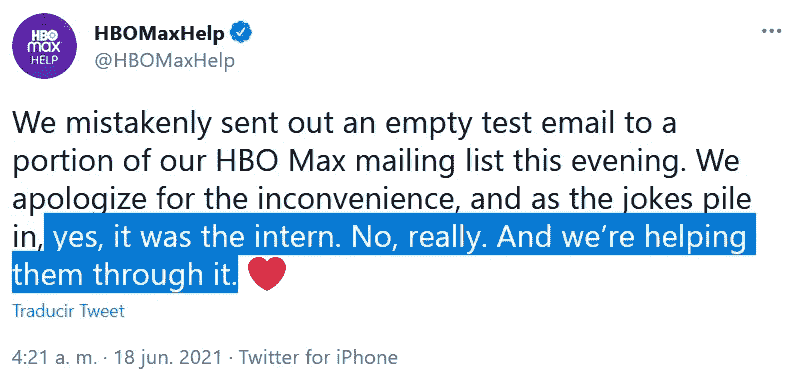 HBO
max
HELP
HBOMaxHelp
@HBOMaxHelp
We mistakenly sent out an empty test email to a
portion of our HBO Max mailing list this evening. We
apologize for the inconvenience, and as the jokes pile
in, yes, it was the intern. No, really. And we’re helping
them through it. ❤️
Traducir Tweet
4:21 a. m. · 18 jun. 2021 · Twitter for iPhone